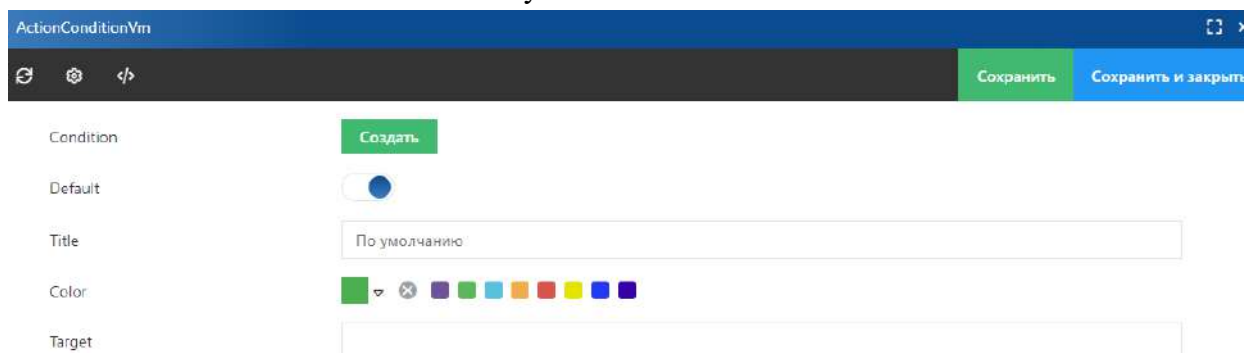 ActionConditionVm
Сохранить Сохранить и закрыть
Condition Создать
Default
Title По умолчанию
Color
Target